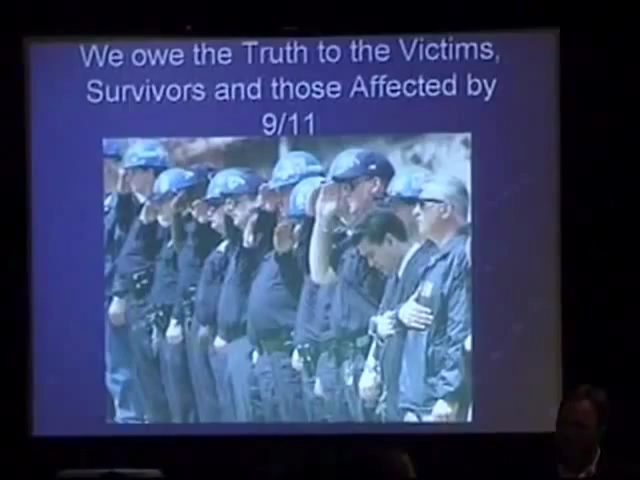 We owe the Truth to the Victims,
Survivors and those Affected by
9/11